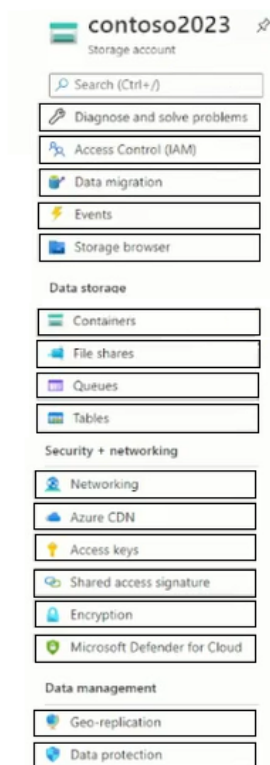 contoso2023
Storage account
Search (Ctrl+/)
Diagnose and solve problems
Access Control (IAM)
Data migration
Events
Storage browser
Data storage
Containers
File shares
Queues
Tables
Security + networking
Networking
Azure CDN
Access keys
Shared access signature
Encryption
Microsoft Defender for Cloud
Data management
Geo-replication
Data protection